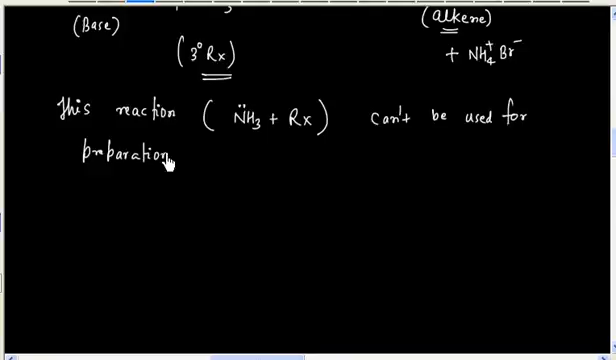 (Base)
(3° Rx)
(alkene)
+ NH₄⁺ Br⁻
This reaction ( N̈H₃ + Rx ) can't be used for
preparation